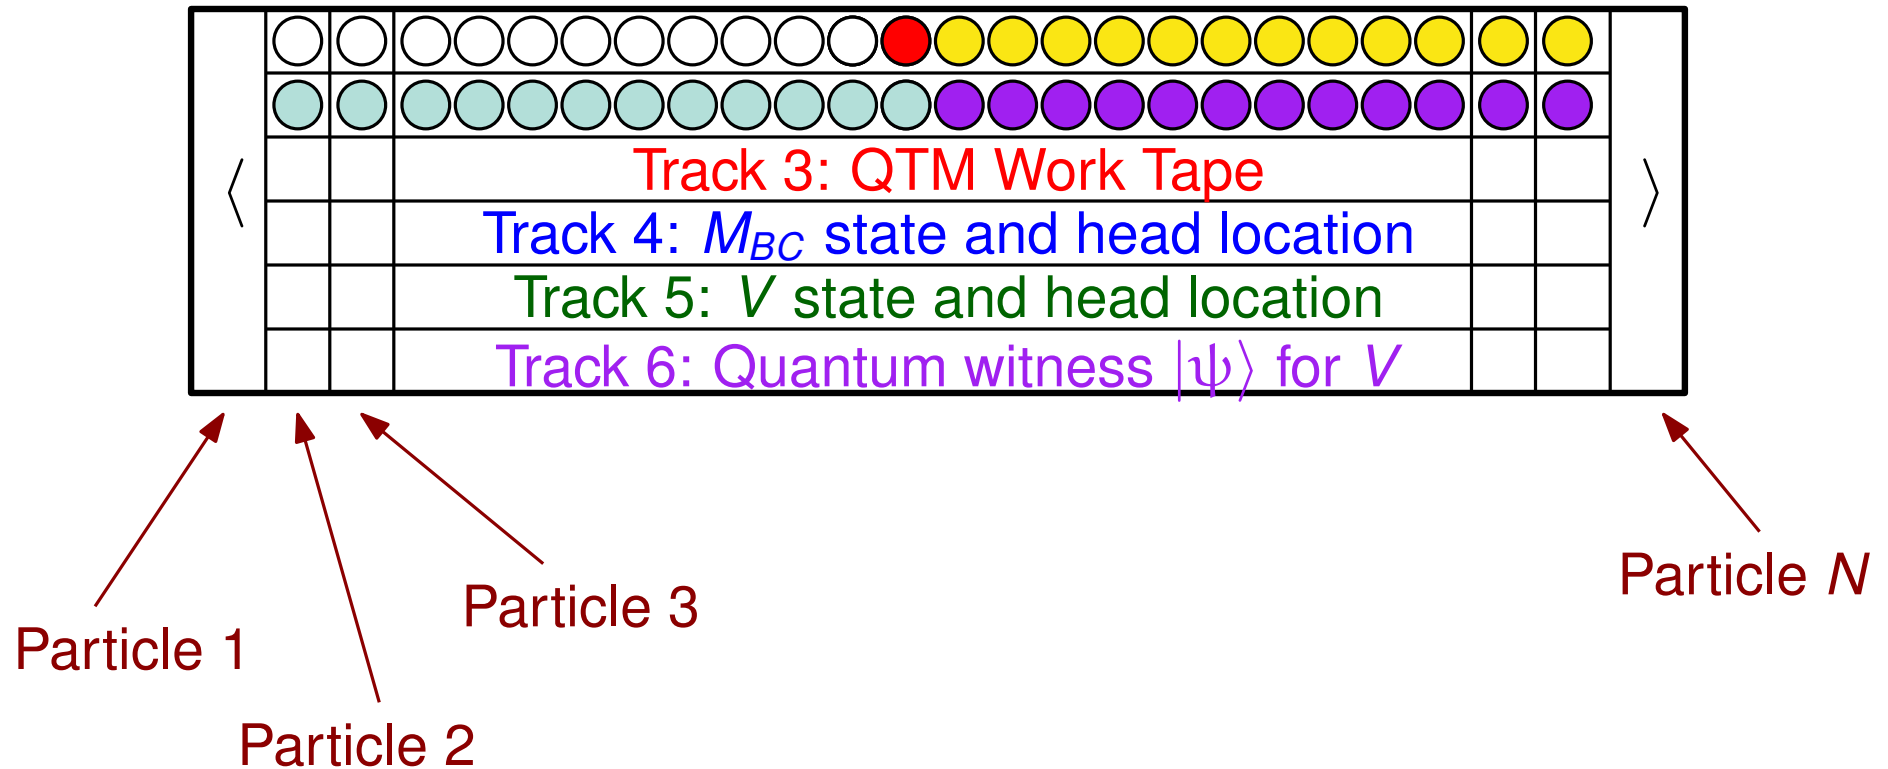 ⟨
⟩
Track 3: QTM Work Tape
Track 4: M_BC state and head location
Track 5: V state and head location
Track 6: Quantum witness |ψ⟩ for V
Particle 1
Particle 2
Particle 3
Particle N